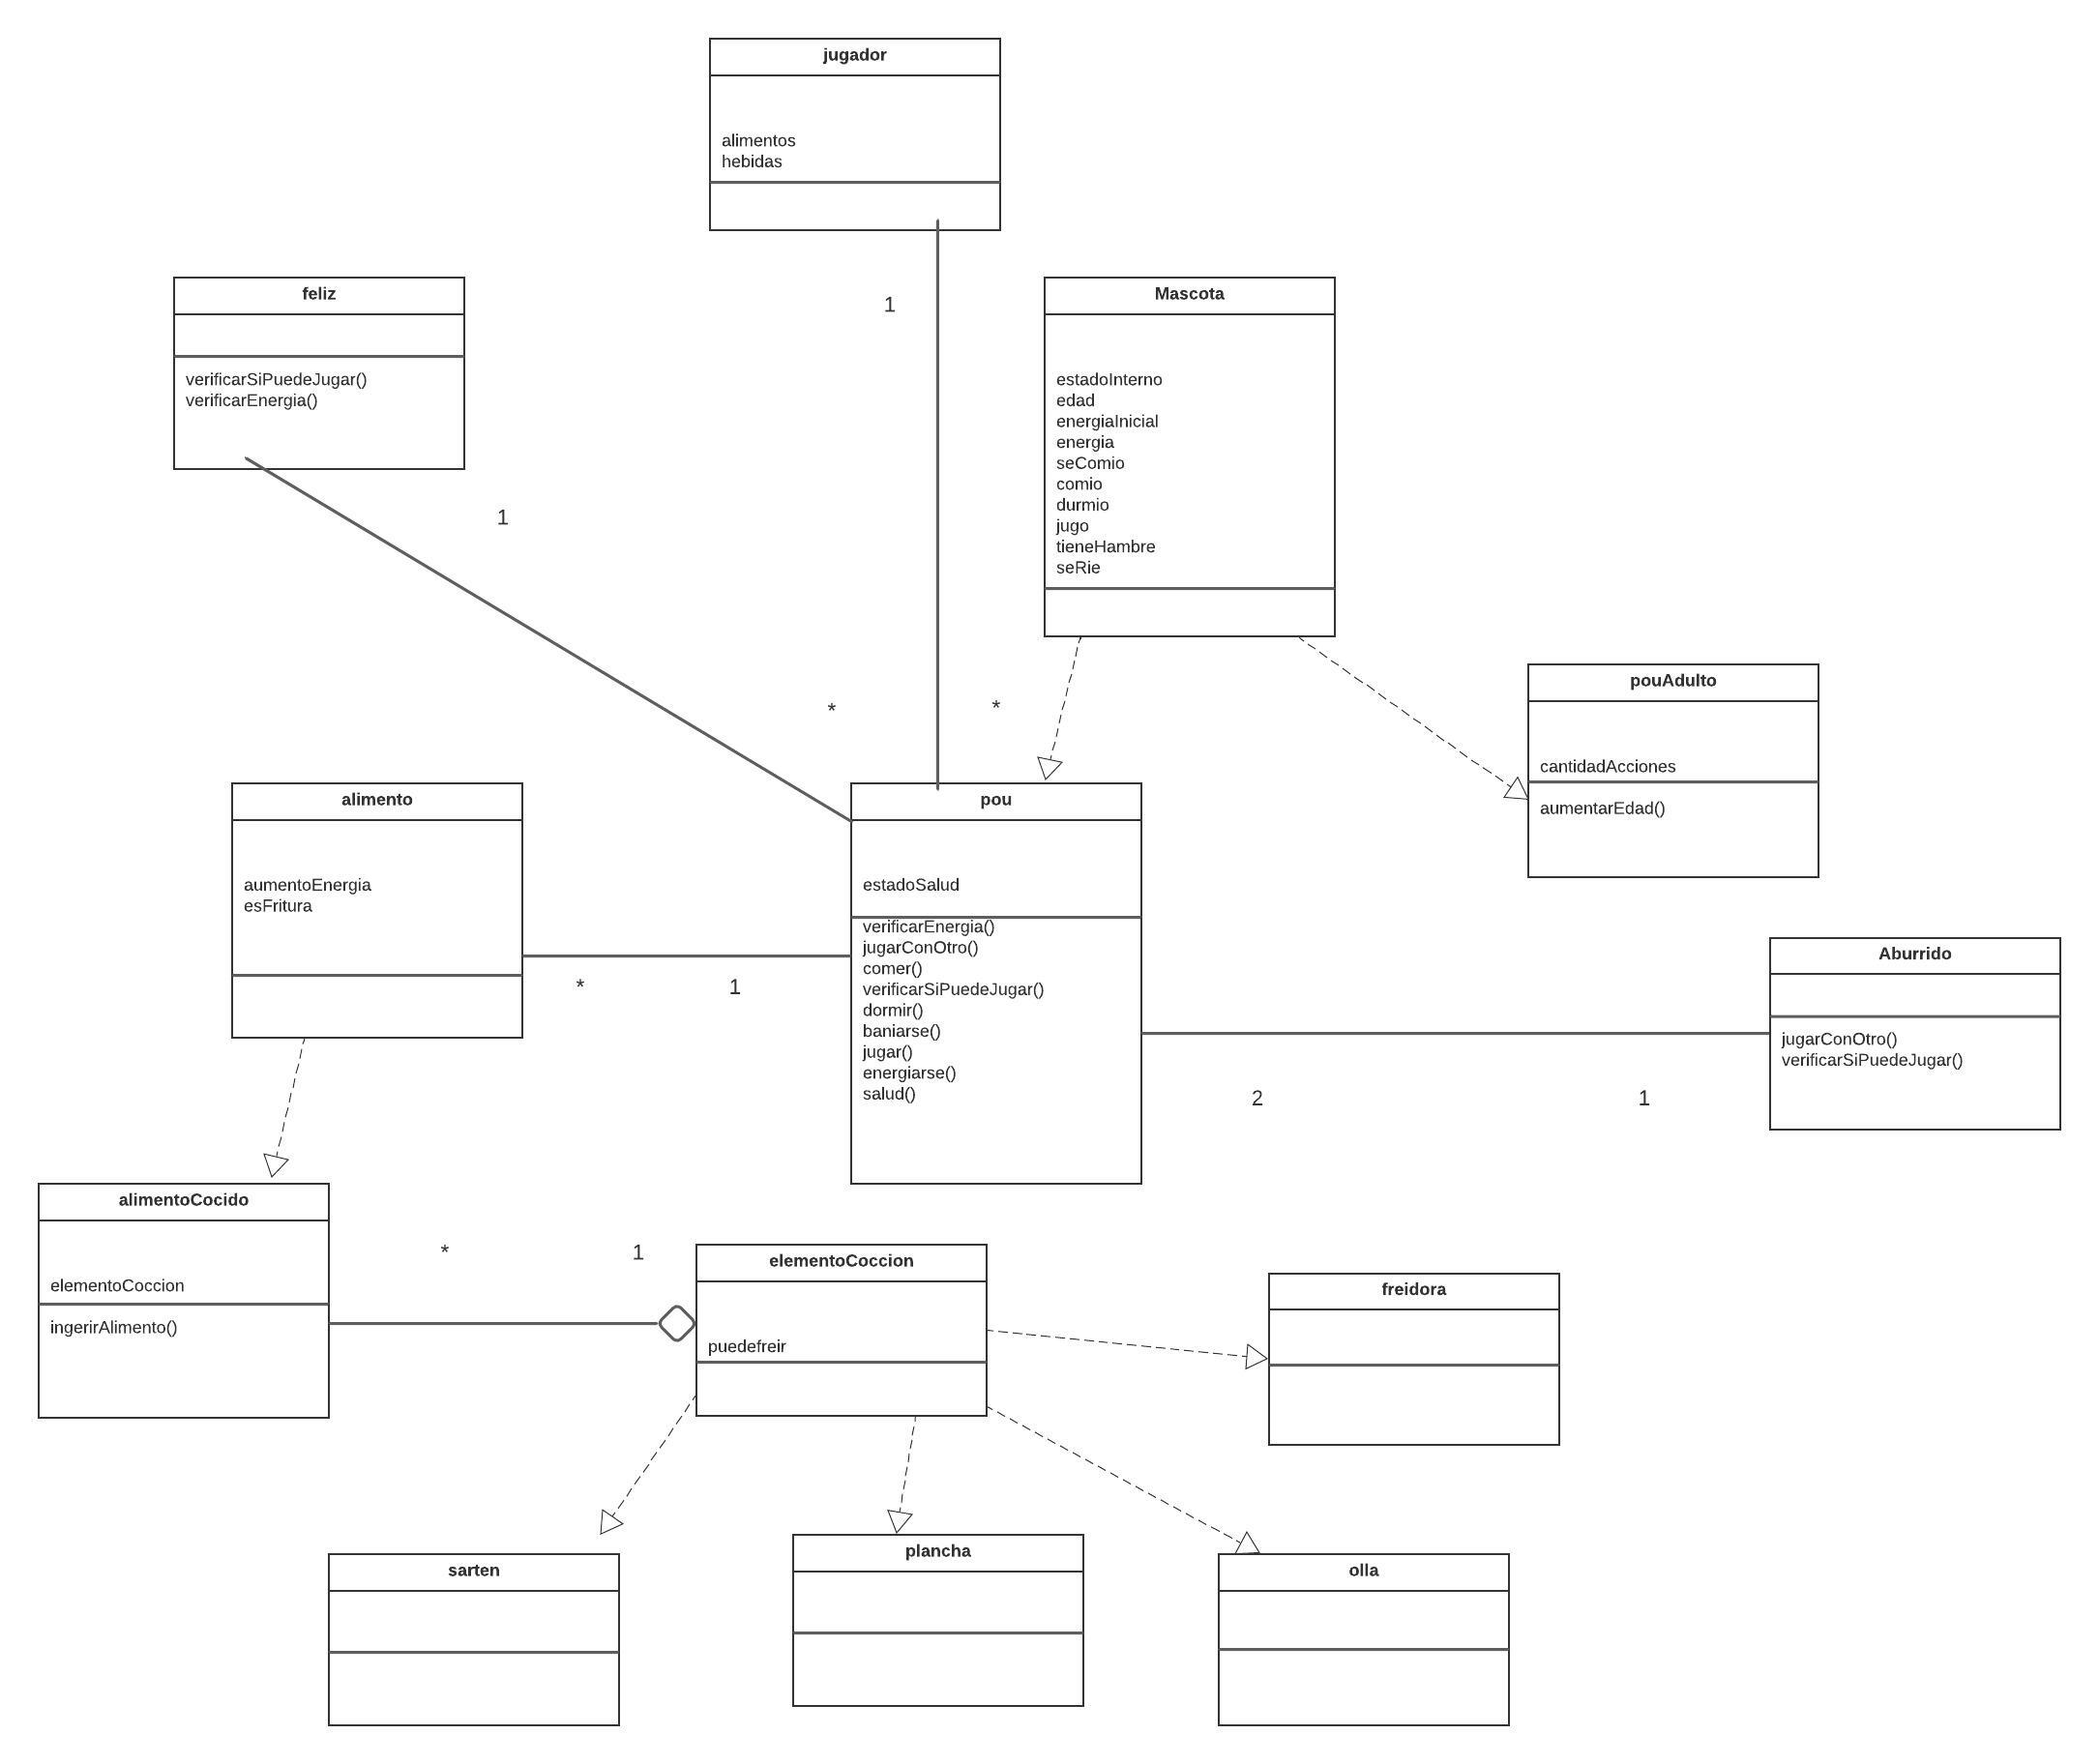 jugador
alimentos
hebidas
1
feliz
verificarSiPuedeJugar()
verificarEnergia()
1
*
Mascota
estadoInterno
edad
energiaInicial
energia
seComio
comio
durmio
jugo
tieneHambre
seRie
*
pouAdulto
cantidadAcciones
aumentarEdad()
alimento
aumentoEnergia
esFritura
*
1
pou
estadoSalud
verificarEnergia()
jugarConOtro()
comer()
verificarSiPuedeJugar()
dormir()
baniarse()
jugar()
energiarse()
salud()
2
1
Aburrido
jugarConOtro()
verificarSiPuedeJugar()
alimentoCocido
elementoCoccion
ingerirAlimento()
*
1
elementoCoccion
puedefreir
freidora
sarten
plancha
olla